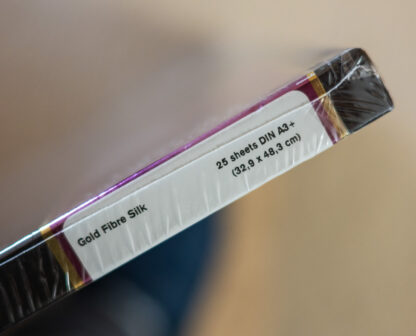 Gold Fibre Silk
25 sheets DIN A3+
(32,9 x 48,3 cm)